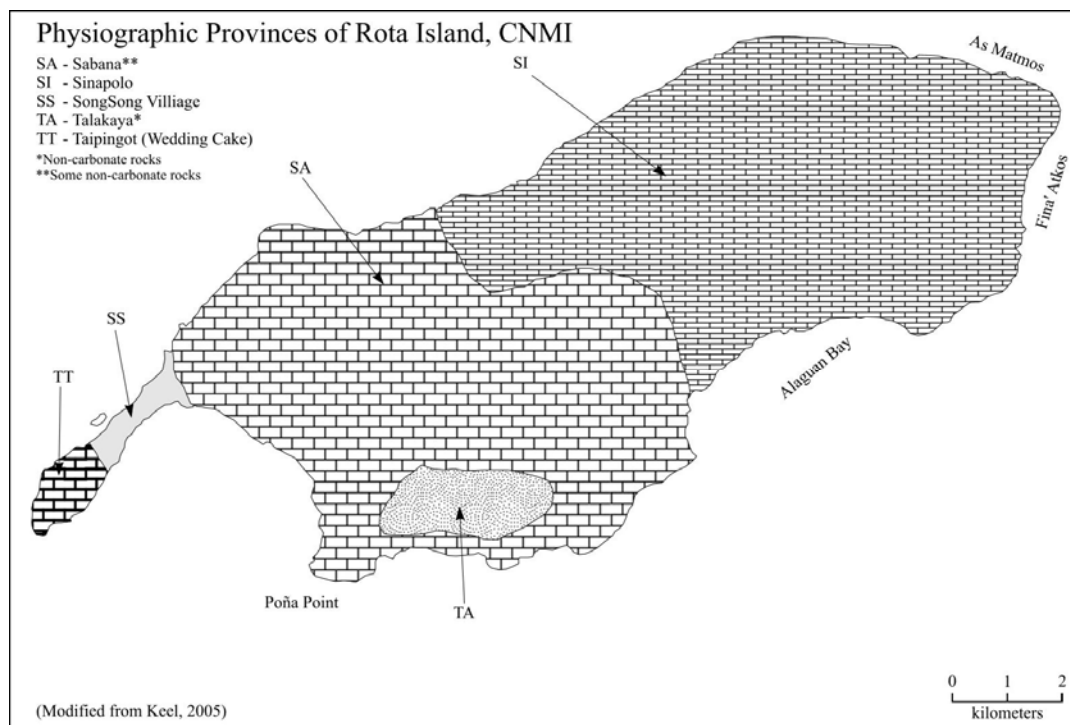 Physiographic Provinces of Rota Island, CNMI
SA - Sabana**
SI - Sinapolo
SS - SongSong Villiage
TA - Talakaya*
TT - Taipingot (Wedding Cake)
*Non-carbonate rocks
**Some non-carbonate rocks
As Matmos
SI
SA
Fina' Atkos
SS
TT
Alaguan Bay
Poña Point
TA
0 1 2
kilometers
(Modified from Keel, 2005)